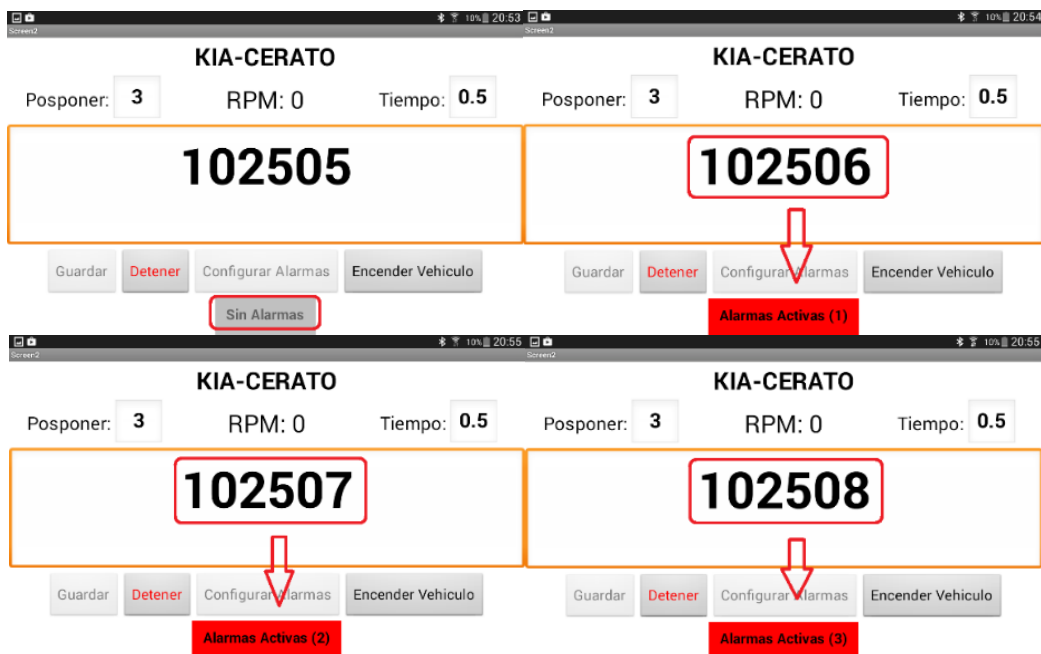 10% 20:53
Screen2
KIA-CERATO
Posponer: 3 RPM: 0 Tiempo: 0.5
102505
Guardar Detener Configurar Alarmas Encender Vehiculo
Sin Alarmas
10% 20:54
Screen2
KIA-CERATO
Posponer: 3 RPM: 0 Tiempo: 0.5
102506
Guardar Detener Configurar Alarmas Encender Vehiculo
Alarmas Activas (1)
10% 20:55
Screen2
KIA-CERATO
Posponer: 3 RPM: 0 Tiempo: 0.5
102507
Guardar Detener Configurar Alarmas Encender Vehiculo
Alarmas Activas (2)
10% 20:55
Screen2
KIA-CERATO
Posponer: 3 RPM: 0 Tiempo: 0.5
102508
Guardar Detener Configurar Alarmas Encender Vehiculo
Alarmas Activas (3)